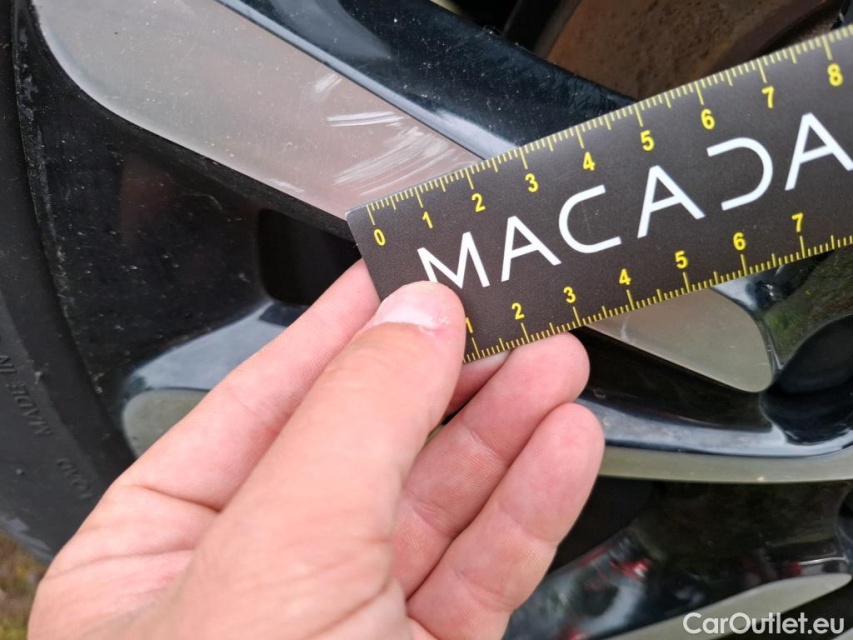 0 1 2 3 4 5 6 7 8
MACADA
1 2 3 4 5 6 7
MADE IN
CarOutlet.eu